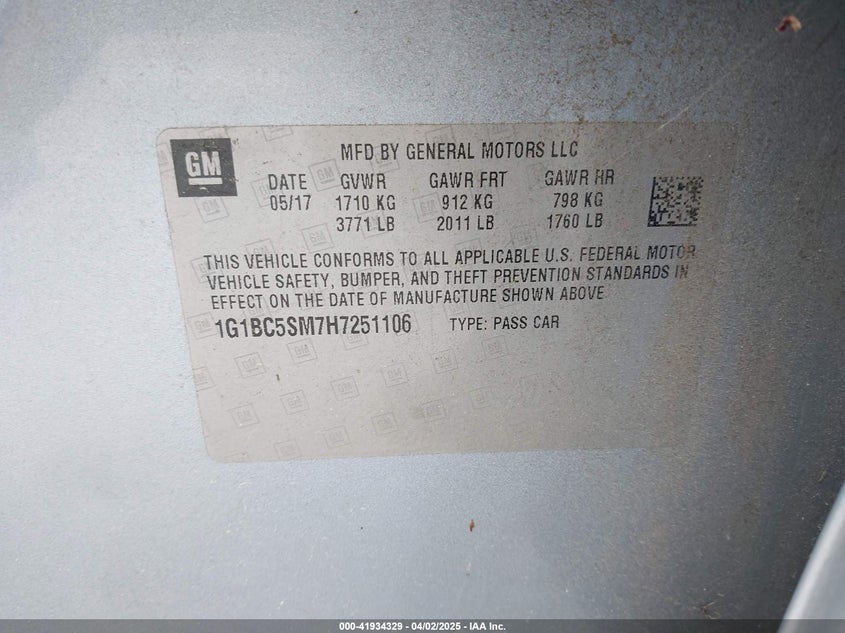 GM
MFD BY GENERAL MOTORS LLC
DATE GVWR GAWR FRT GAWR RR
05/17 1710 KG 912 KG 798 KG
3771 LB 2011 LB 1760 LB
THIS VEHICLE CONFORMS TO ALL APPLICABLE U.S. FEDERAL MOTOR
VEHICLE SAFETY, BUMPER, AND THEFT PREVENTION STANDARDS IN
EFFECT ON THE DATE OF MANUFACTURE SHOWN ABOVE
1G1BC5SM7H7251106 TYPE: PASS CAR
000-41934329 - 04/02/2025 - IAA Inc.